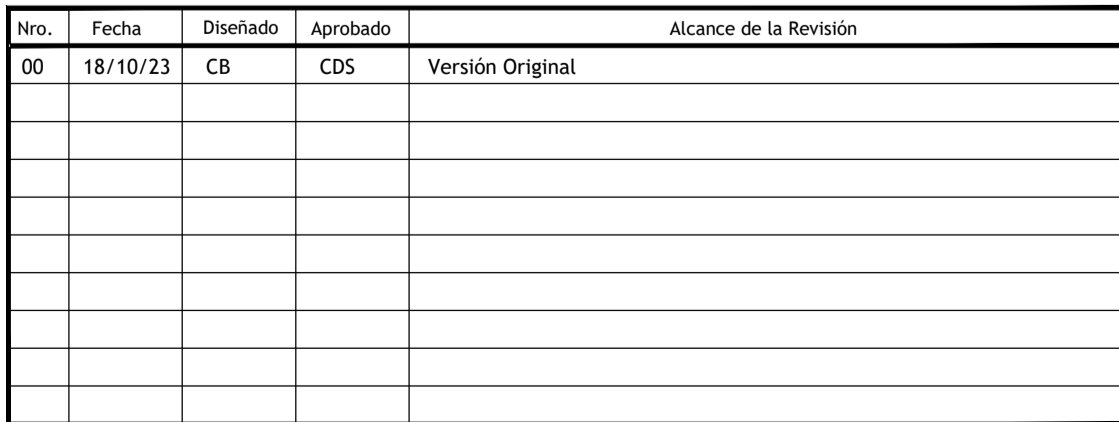 Nro. Fecha Diseñado Aprobado Alcance de la Revisión
00 18/10/23 CB CDS Versión Original